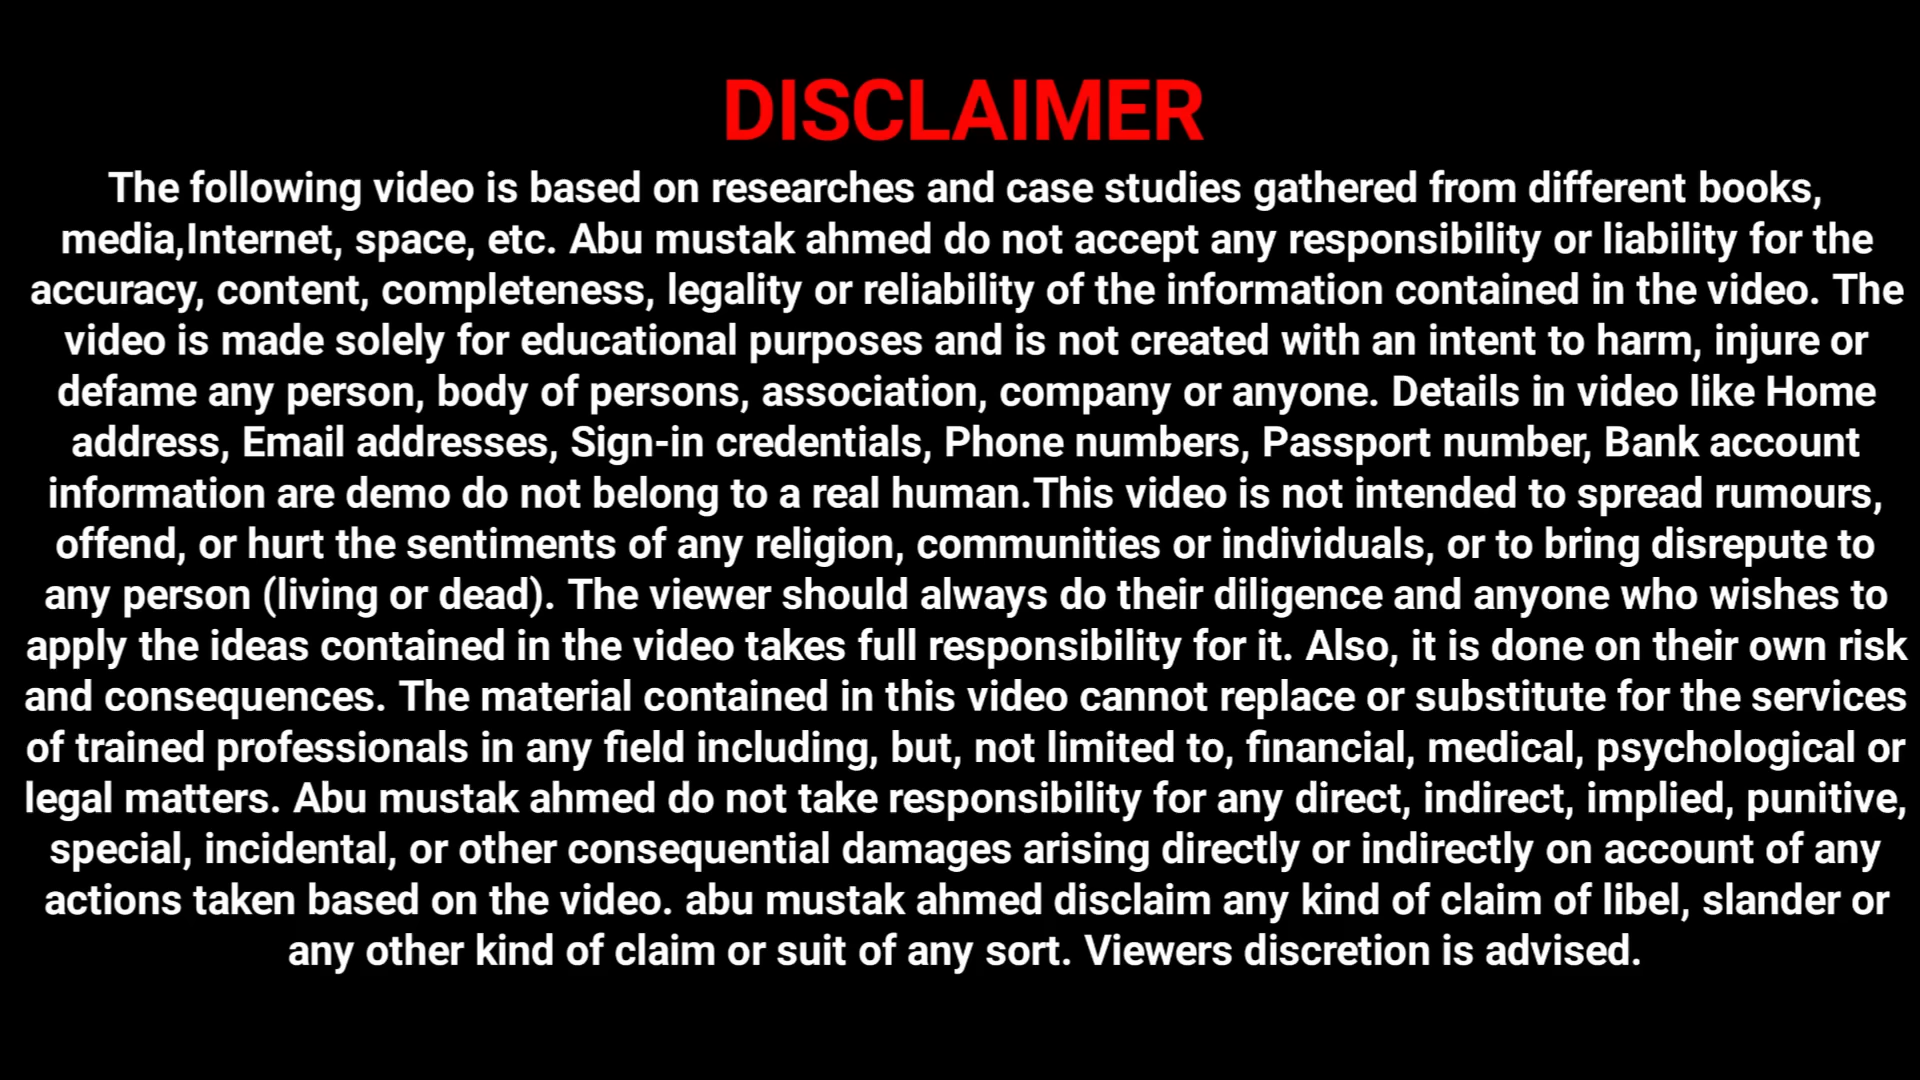 DISCLAIMER
The following video is based on researches and case studies gathered from different books,
media,Internet, space, etc. Abu mustak ahmed do not accept any responsibility or liability for the
accuracy, content, completeness, legality or reliability of the information contained in the video. The
video is made solely for educational purposes and is not created with an intent to harm, injure or
defame any person, body of persons, association, company or anyone. Details in video like Home
address, Email addresses, Sign-in credentials, Phone numbers, Passport number, Bank account
information are demo do not belong to a real human.This video is not intended to spread rumours,
offend, or hurt the sentiments of any religion, communities or individuals, or to bring disrepute to
any person (living or dead). The viewer should always do their diligence and anyone who wishes to
apply the ideas contained in the video takes full responsibility for it. Also, it is done on their own risk
and consequences. The material contained in this video cannot replace or substitute for the services
of trained professionals in any field including, but, not limited to, financial, medical, psychological or
legal matters. Abu mustak ahmed do not take responsibility for any direct, indirect, implied, punitive,
special, incidental, or other consequential damages arising directly or indirectly on account of any
actions taken based on the video. abu mustak ahmed disclaim any kind of claim of libel, slander or
any other kind of claim or suit of any sort. Viewers discretion is advised.